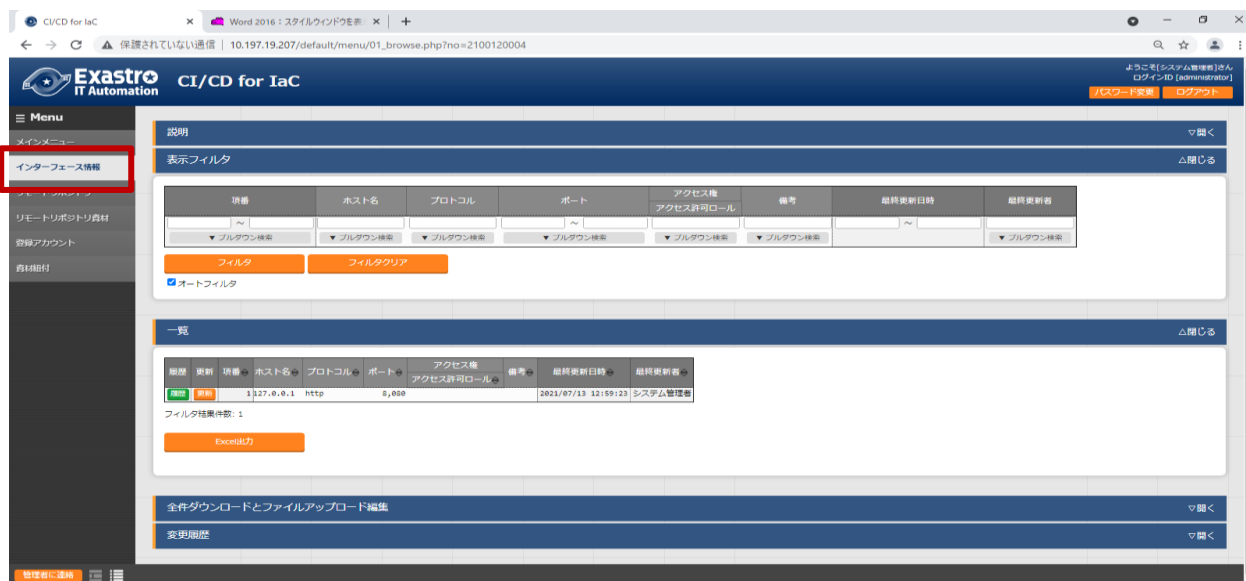 CI/CD for IaC
Word 2016：スタイルウィンドウを表
保護されていない通信 | 10.197.19.207/default/menu/01_browse.php?no=2100120004
Exastro
IT Automation
CI/CD for IaC
ようこそ[システム管理者]さん
ログインID [administrator]
パスワード変更 ログアウト
Menu
メインメニュー
インターフェース情報
リモートリポジトリ
リモートリポジトリ資材
登録アカウント
資材紐付
説明 ▽開く
表示フィルタ △閉じる
項番 ホスト名 プロトコル ポート アクセス権 備考 最終更新日時 最終更新者
アクセス許可ロール
～ ～ ～
▼ プルダウン検索 ▼ プルダウン検索 ▼ プルダウン検索 ▼ プルダウン検索 ▼ プルダウン検索 ▼ プルダウン検索 ▼ プルダウン検索
フィルタ フィルタクリア
オートフィルタ
一覧 △閉じる
履歴 更新 項番 ホスト名 プロトコル ポート アクセス権 備考 最終更新日時 最終更新者
アクセス許可ロール
履歴 更新 1 127.0.0.1 http 8,080 2021/07/13 12:59:23 システム管理者
フィルタ結果件数: 1
Excel出力
全件ダウンロードとファイルアップロード編集 ▽開く
変更履歴 ▽開く
管理者に連絡